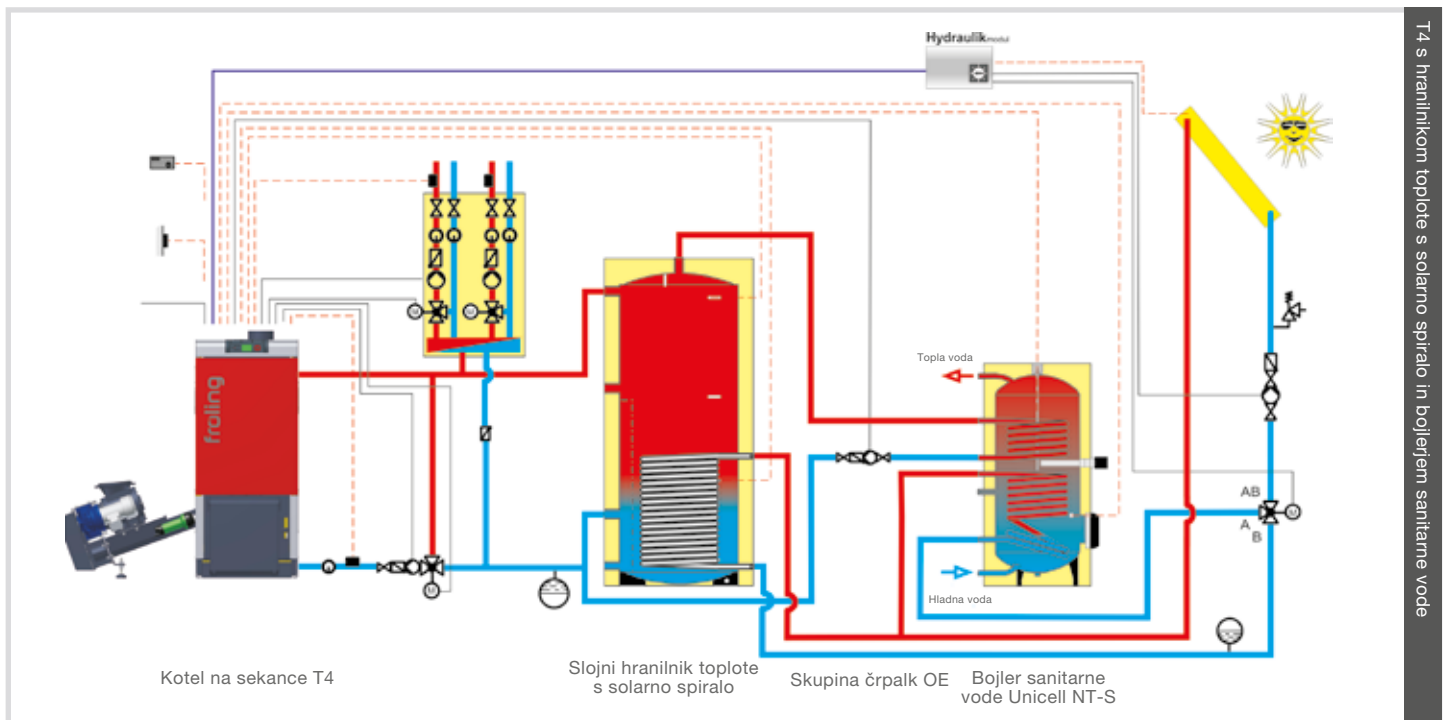 Hydraulikmodul
T4 s hranilnikom toplote s solarno spiralo in bojlerjem sanitarne vode
froling
M
M
Topla voda
AB
A
B
M
Hladna voda
M
Kotel na sekance T4
Slojni hranilnik toplote
s solarno spiralo
Skupina črpalk OE
Bojler sanitarne
vode Unicell NT-S